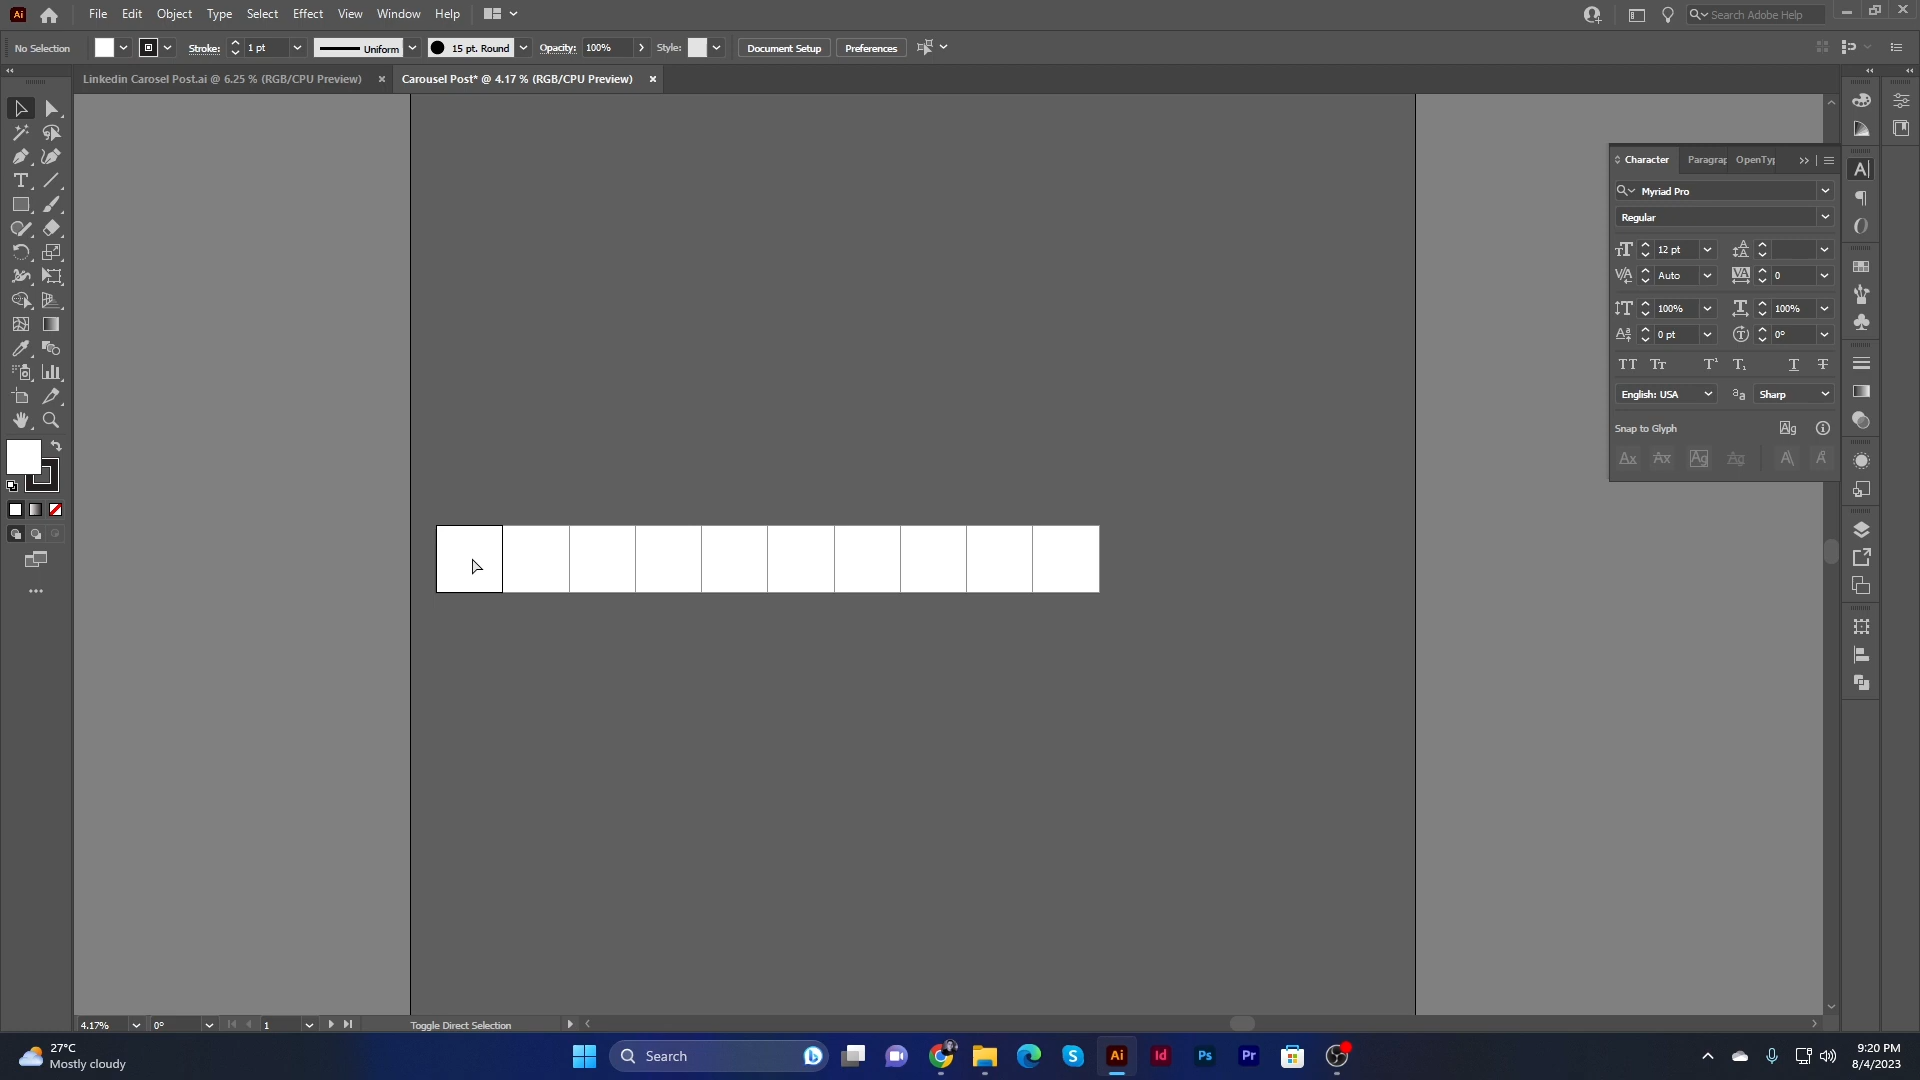 Ai File Edit Object Type Select Effect View Window Help Search Adobe Help
No Selection Stroke: 1 pt Uniform 15 pt. Round Opacity: 100% Style: Document Setup Preferences
Linkedin Carosel Post.ai @ 6.25 % (RGB/CPU Preview) × Carousel Post* @ 4.17 % (RGB/CPU Preview) ×
Character Paragrap OpenTyp
Myriad Pro
Regular
12 pt
Auto 0
100% 100%
0 pt 0°
English: USA Sharp
Snap to Glyph
4.17% 0° 1 Toggle Direct Selection
27°C
Mostly cloudy
Search
Ai Id Ps Pr
9:20 PM
8/4/2023